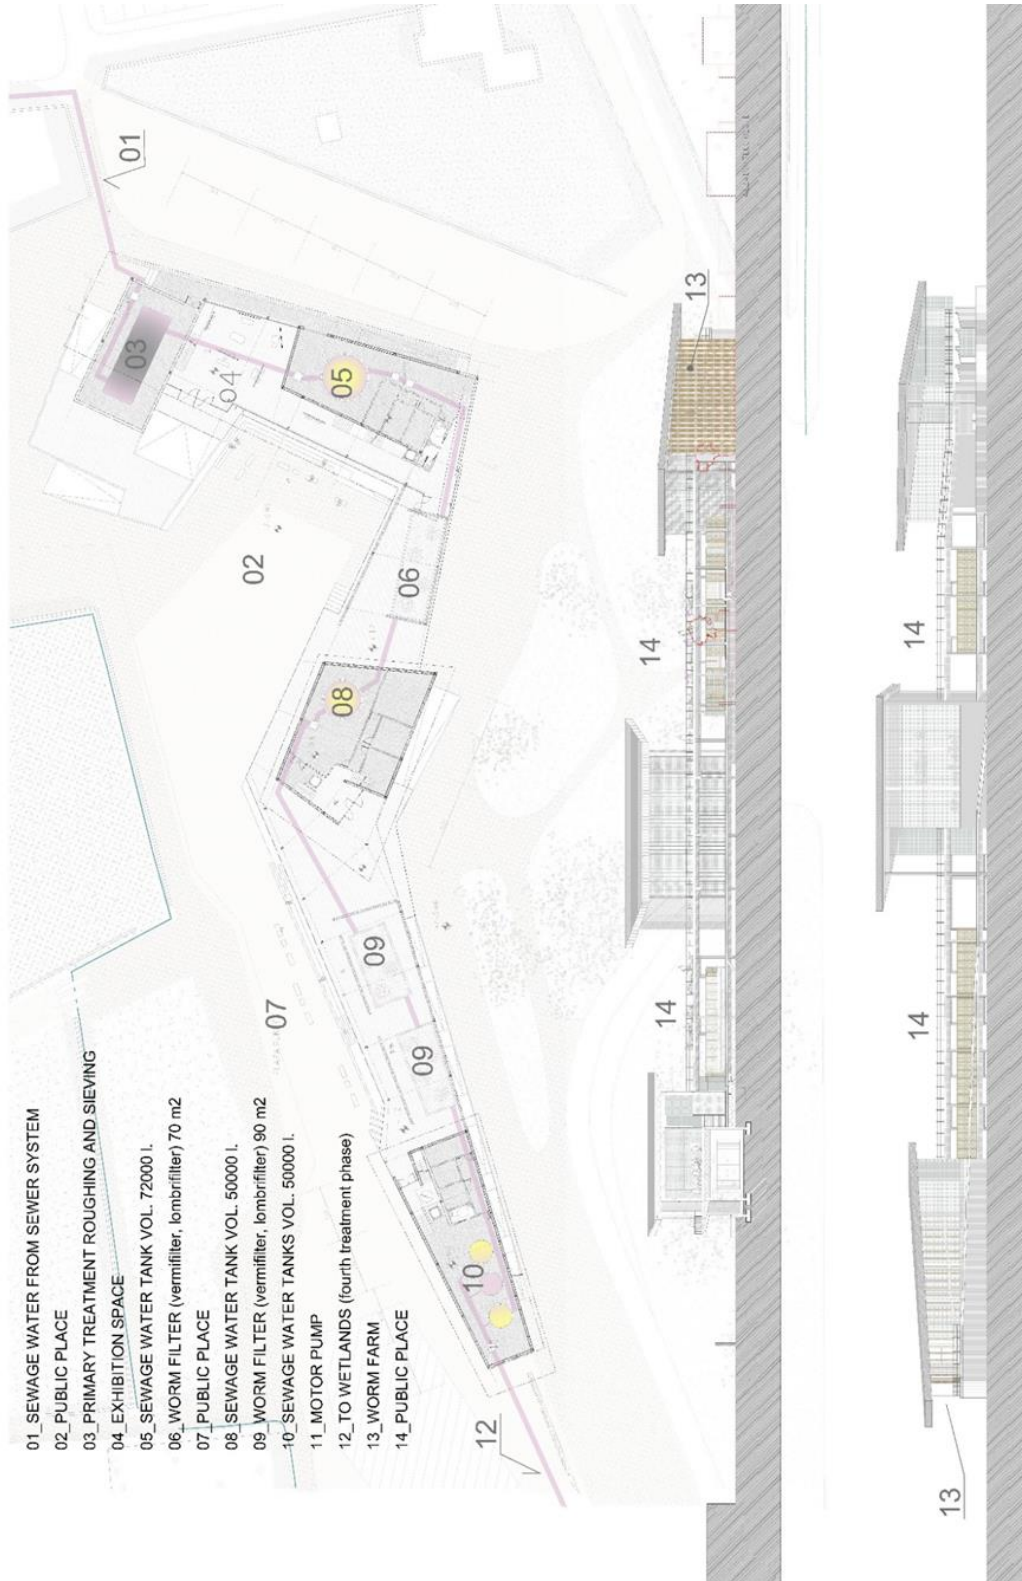 01_SEWAGE WATER FROM SEWER SYSTEM
02_PUBLIC PLACE
03_PRIMARY TREATMENT ROUGHING AND SIEVING
04_EXHIBITION SPACE
05_SEWAGE WATER TANK VOL. 72000 l.
06_WORM FILTER (vermifilter, lombrifilter) 70 m2
07_PUBLIC PLACE
08_SEWAGE WATER TANK VOL. 50000 l.
09_WORM FILTER (vermifilter, lombrifilter) 90 m2
10_SEWAGE WATER TANKS VOL. 50000 l.
11_MOTOR PUMP
12_TO WETLANDS (fourth treatment phase)
13_WORM FARM
14_PUBLIC PLACE
01
03
04
05
02
06
08
09
07
09
10
12
13
14
14
14
14
13